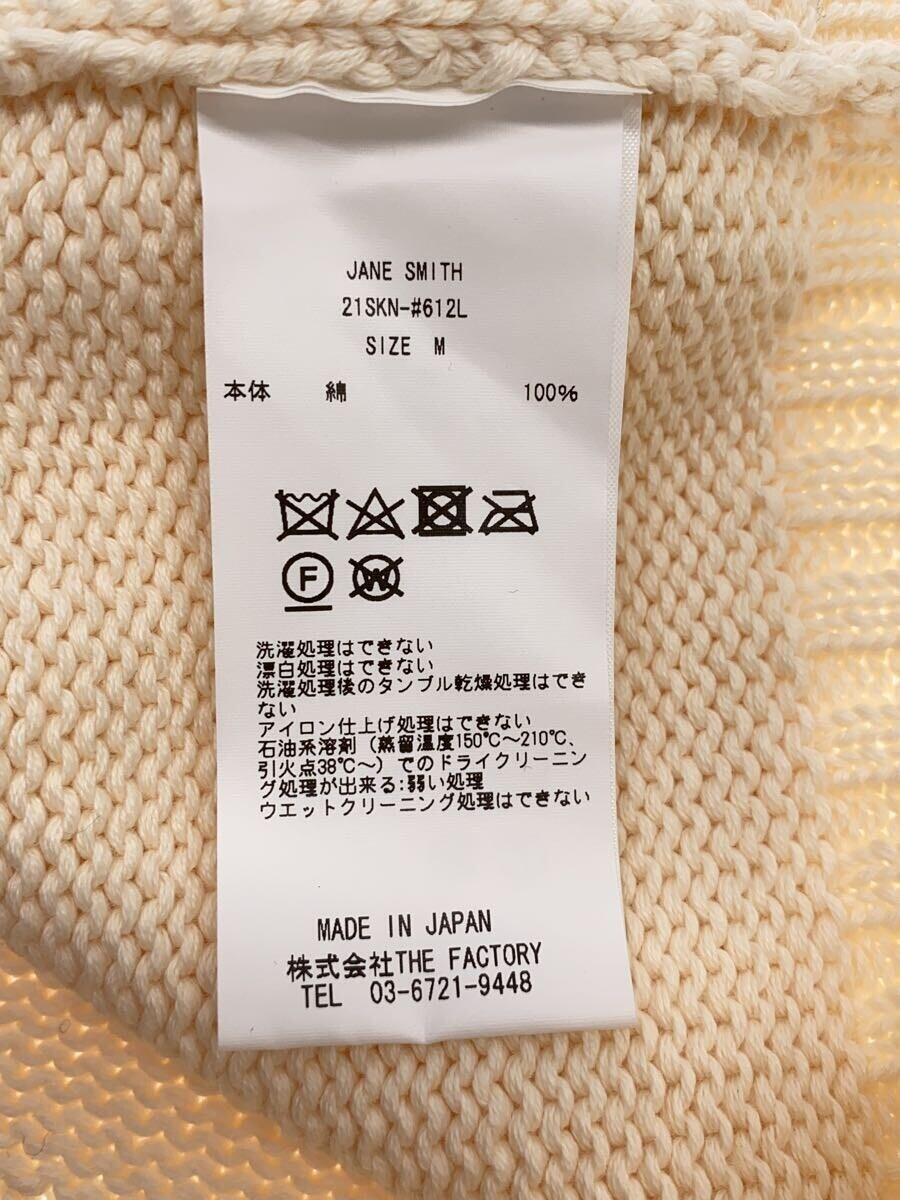 JANE SMITH
21SKN-#612L
SIZE M
本体 綿 100%
F
W
洗濯処理はできない
漂白処理はできない
洗濯処理後のタンブル乾燥処理はでき
ない
アイロン仕上げ処理はできない
石油系溶剤(蒸留温度150℃～210℃、
引火点38℃～)でのドライクリーニン
グ処理が出来る:弱い処理
ウエットクリーニング処理はできない
MADE IN JAPAN
株式会社THE FACTORY
TEL 03-6721-9448